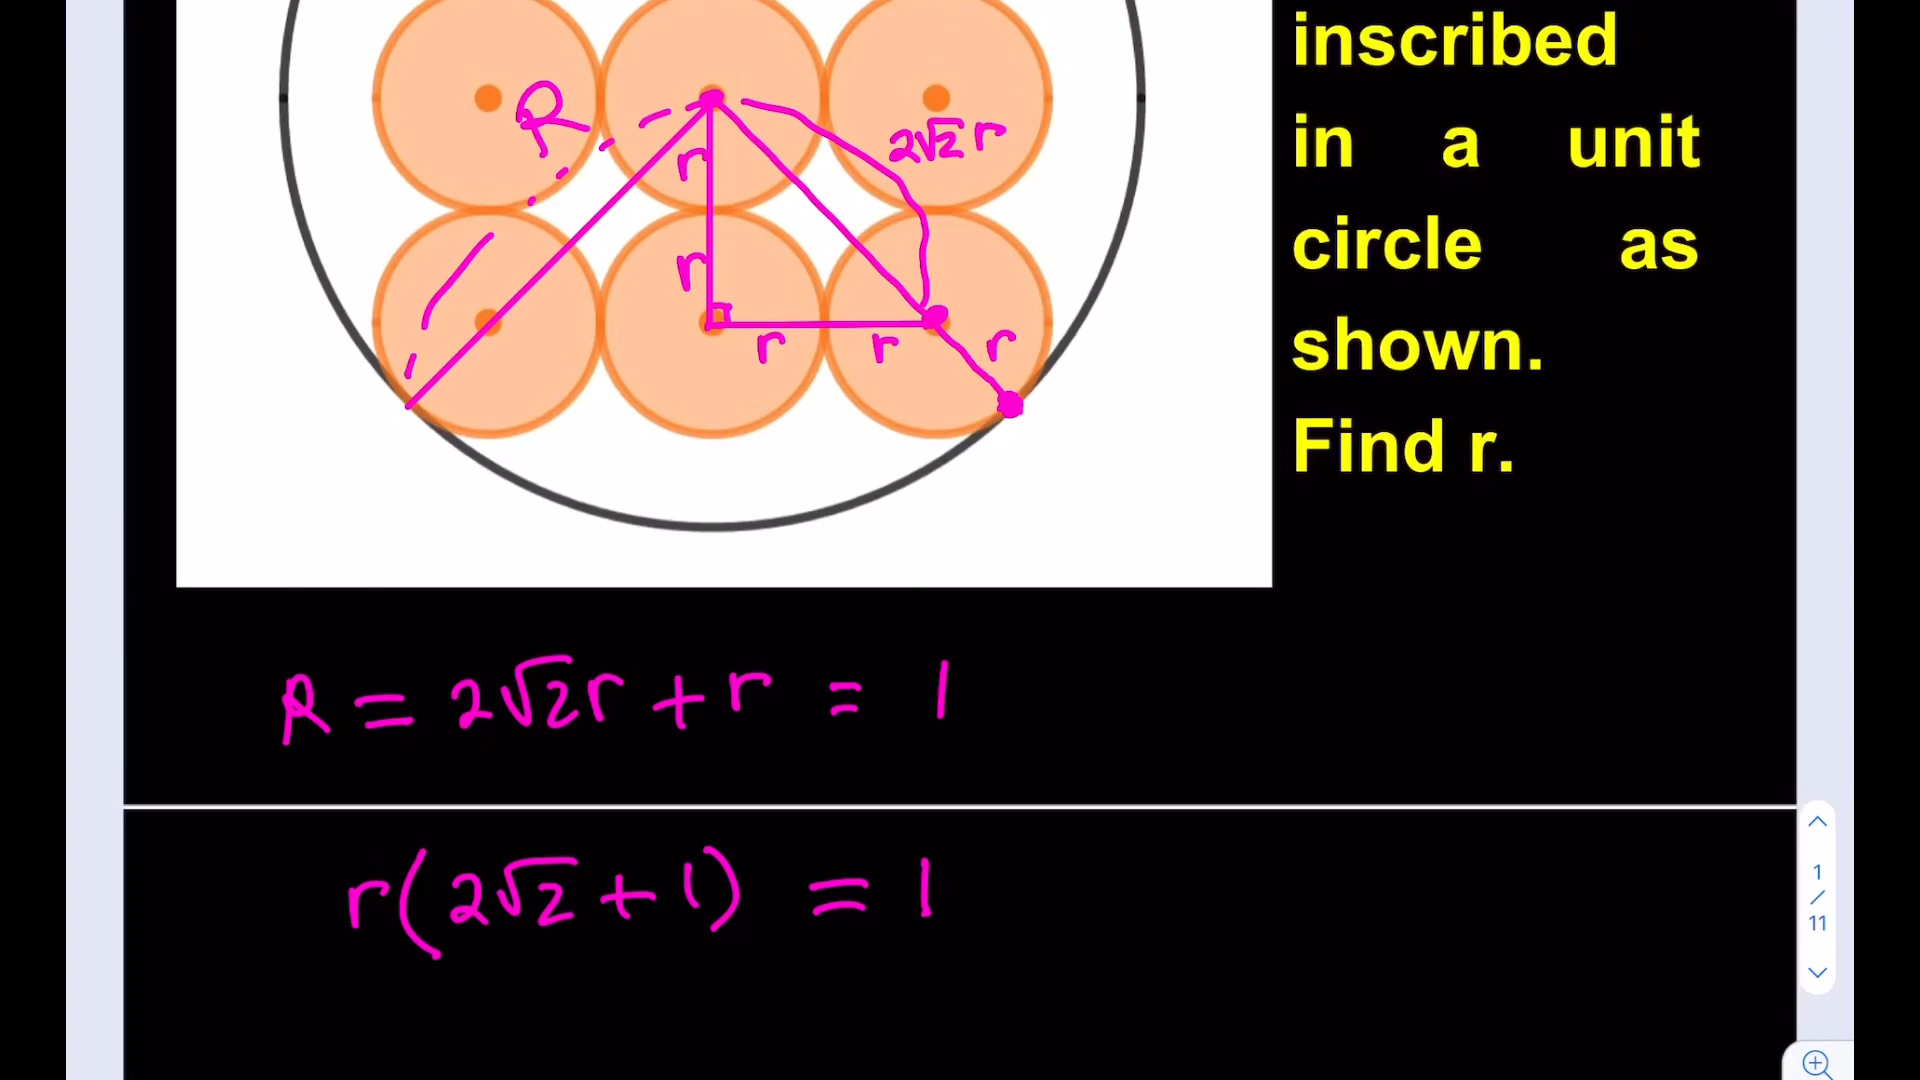 inscribed
in a unit
circle as
shown.
Find r.
R
2√2 r
r
r
r r r
R = 2√2r + r = 1
r(2√2 + 1) = 1
1
/
11